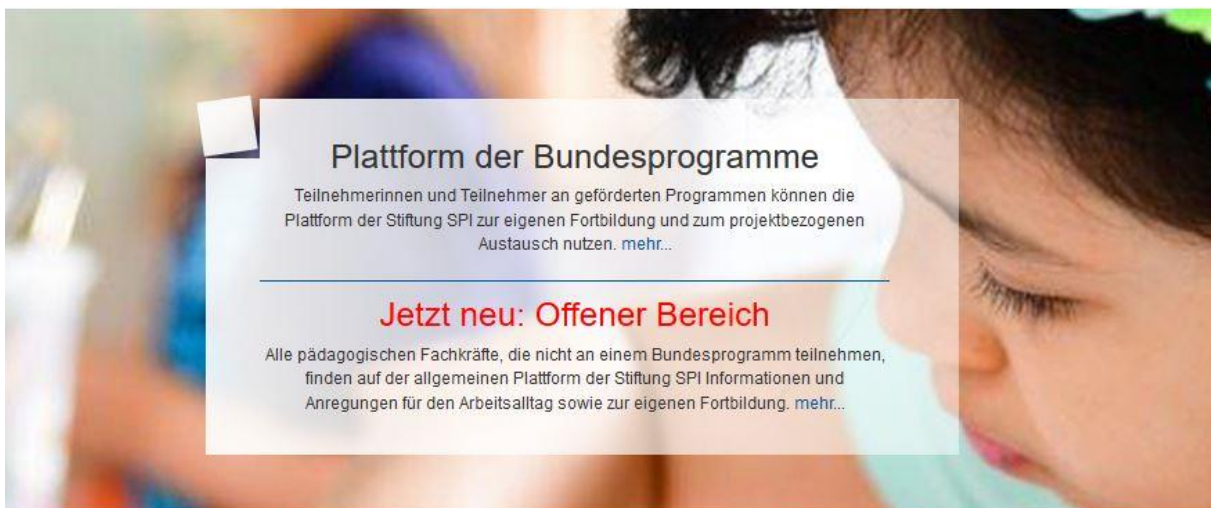 Plattform der Bundesprogramme
Teilnehmerinnen und Teilnehmer an geförderten Programmen können die
Plattform der Stiftung SPI zur eigenen Fortbildung und zum projektbezogenen
Austausch nutzen. mehr...
Jetzt neu: Offener Bereich
Alle pädagogischen Fachkräfte, die nicht an einem Bundesprogramm teilnehmen,
finden auf der allgemeinen Plattform der Stiftung SPI Informationen und
Anregungen für den Arbeitsalltag sowie zur eigenen Fortbildung. mehr...